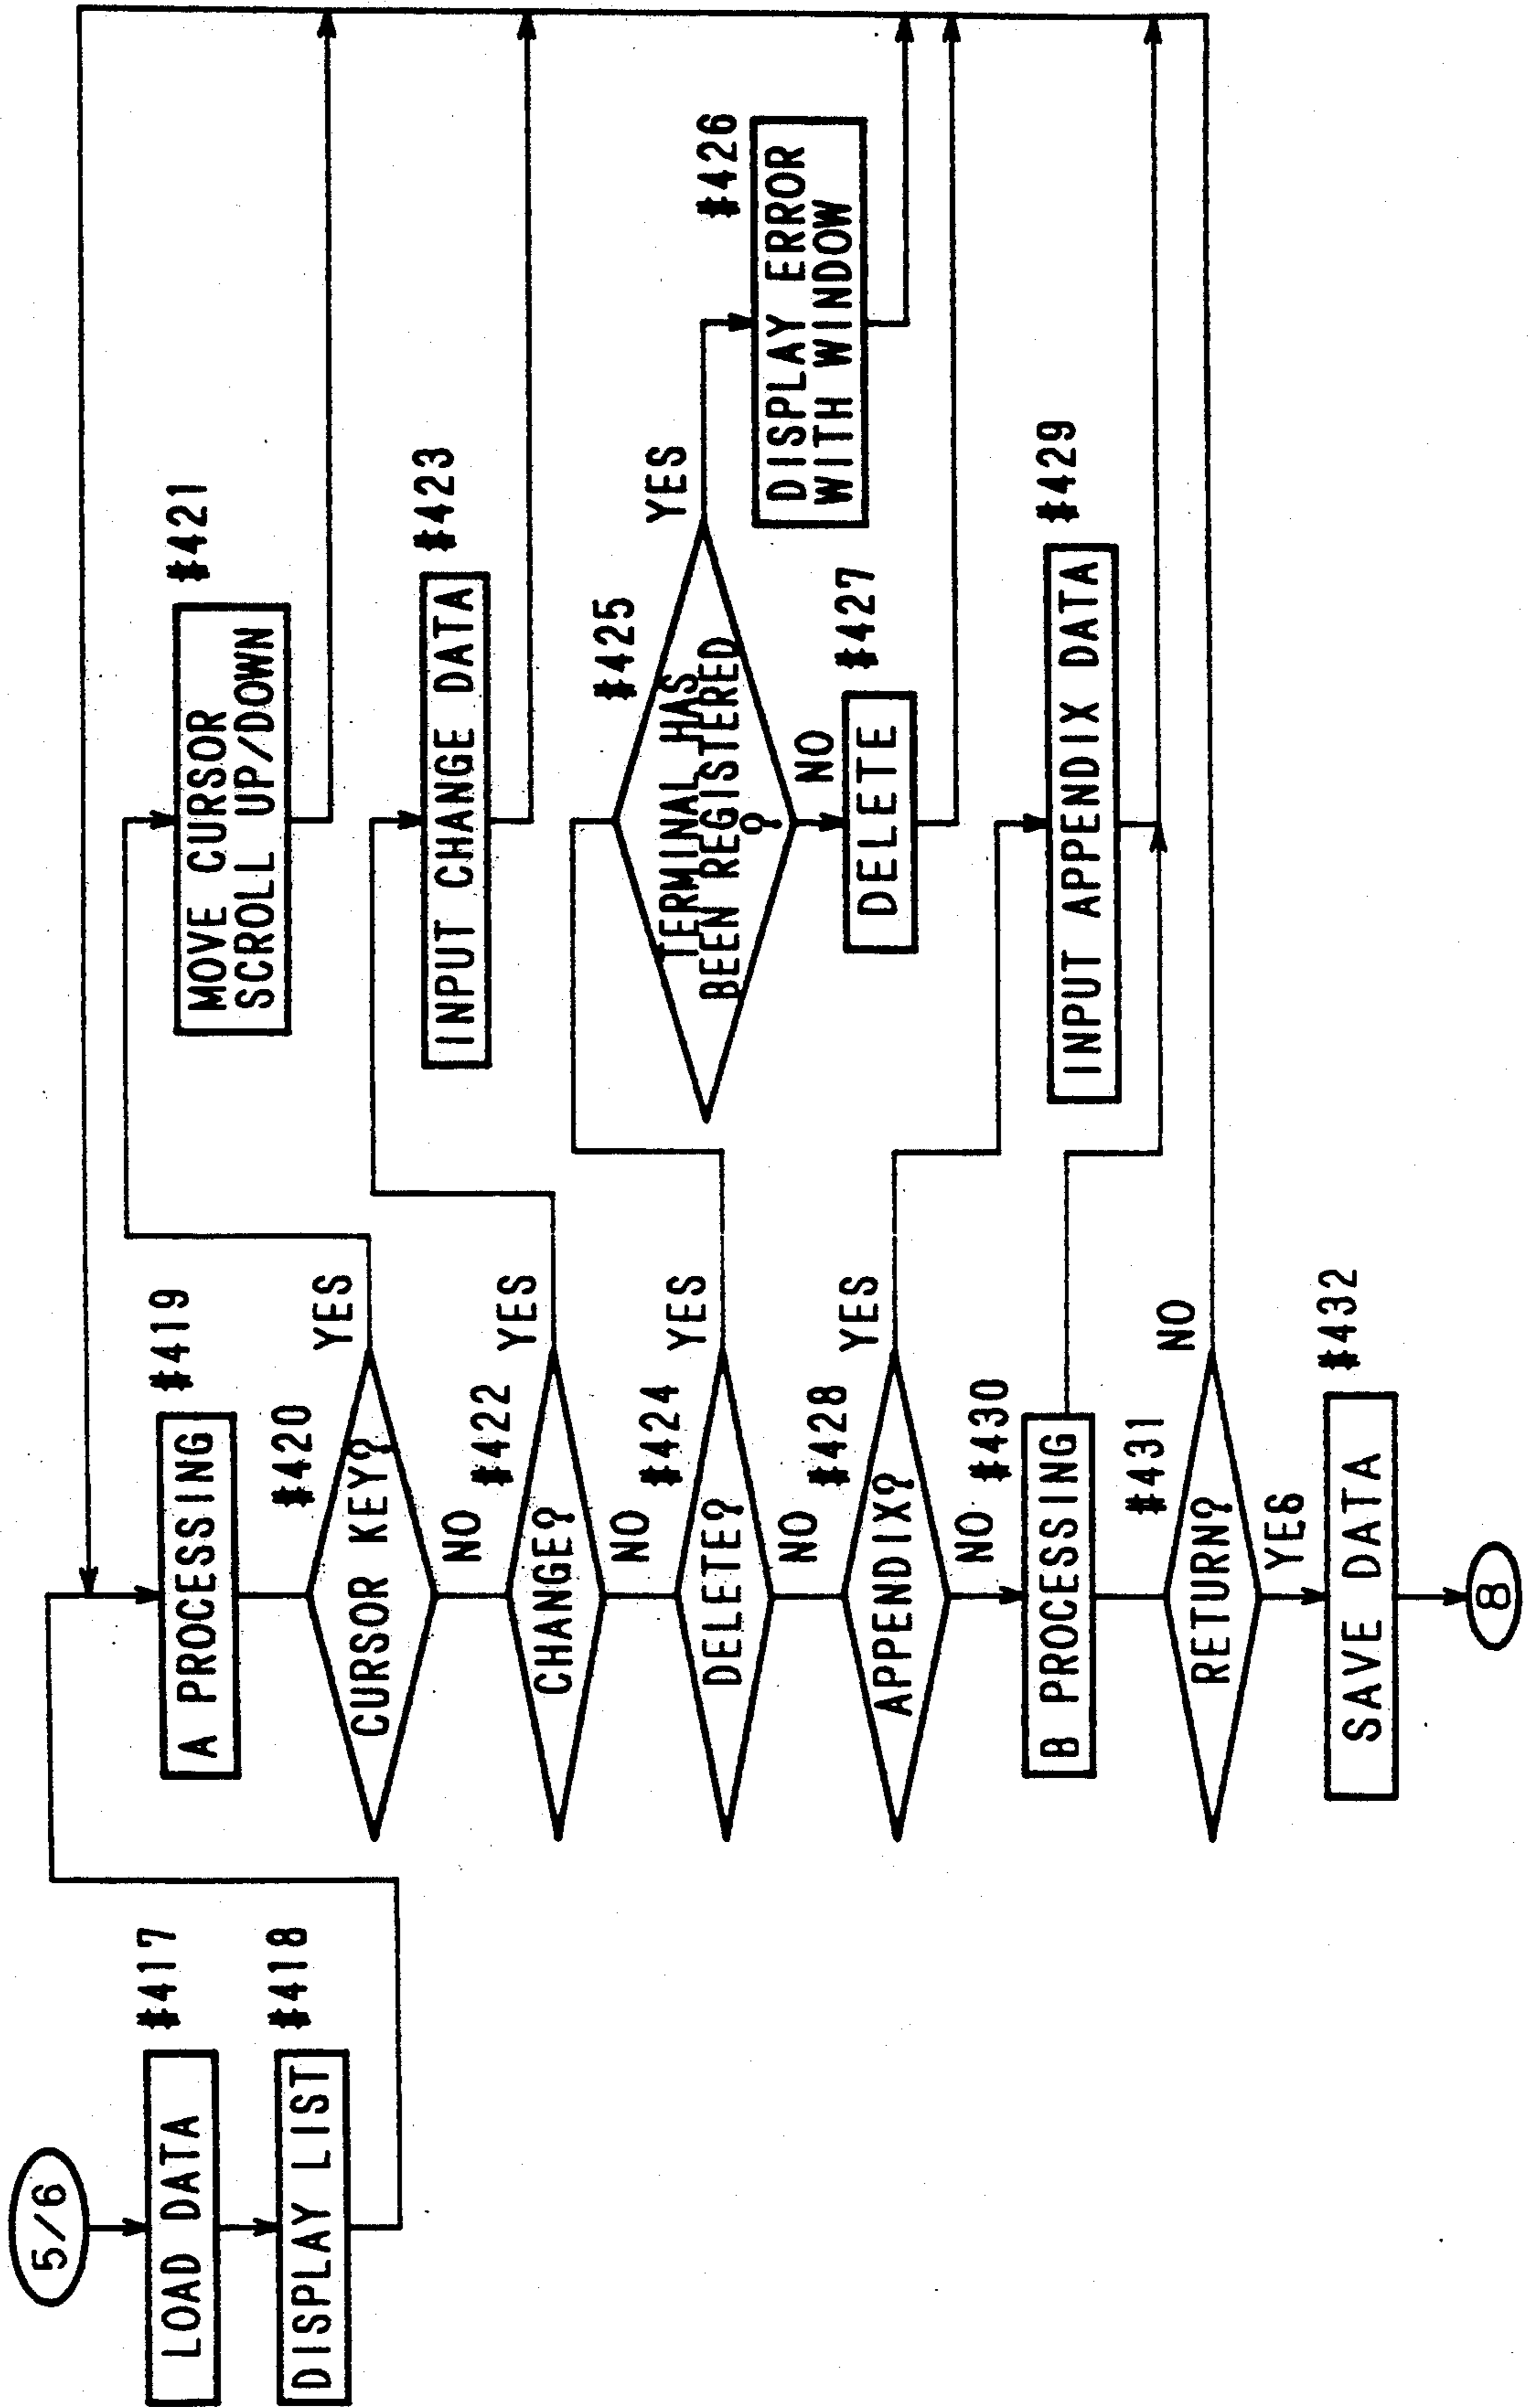 5/6
#417
LOAD DATA
#418
DISPLAY LIST
#419
A PROCESSING
#420
CURSOR KEY?
YES
NO
#421
MOVE CURSOR
SCROLL UP/DOWN
#422
CHANGE?
YES
NO
#423
INPUT CHANGE DATA
#424
DELETE?
YES
NO
#425
TERMINAL HAS
BEEN REGISTERED
?
YES
NO
#426
DISPLAY ERROR
WITH WINDOW
#427
DELETE
#428
APPENDIX?
YES
NO
#429
INPUT APPENDIX DATA
#430
B PROCESSING
#431
RETURN?
NO
YES
#432
SAVE DATA
8